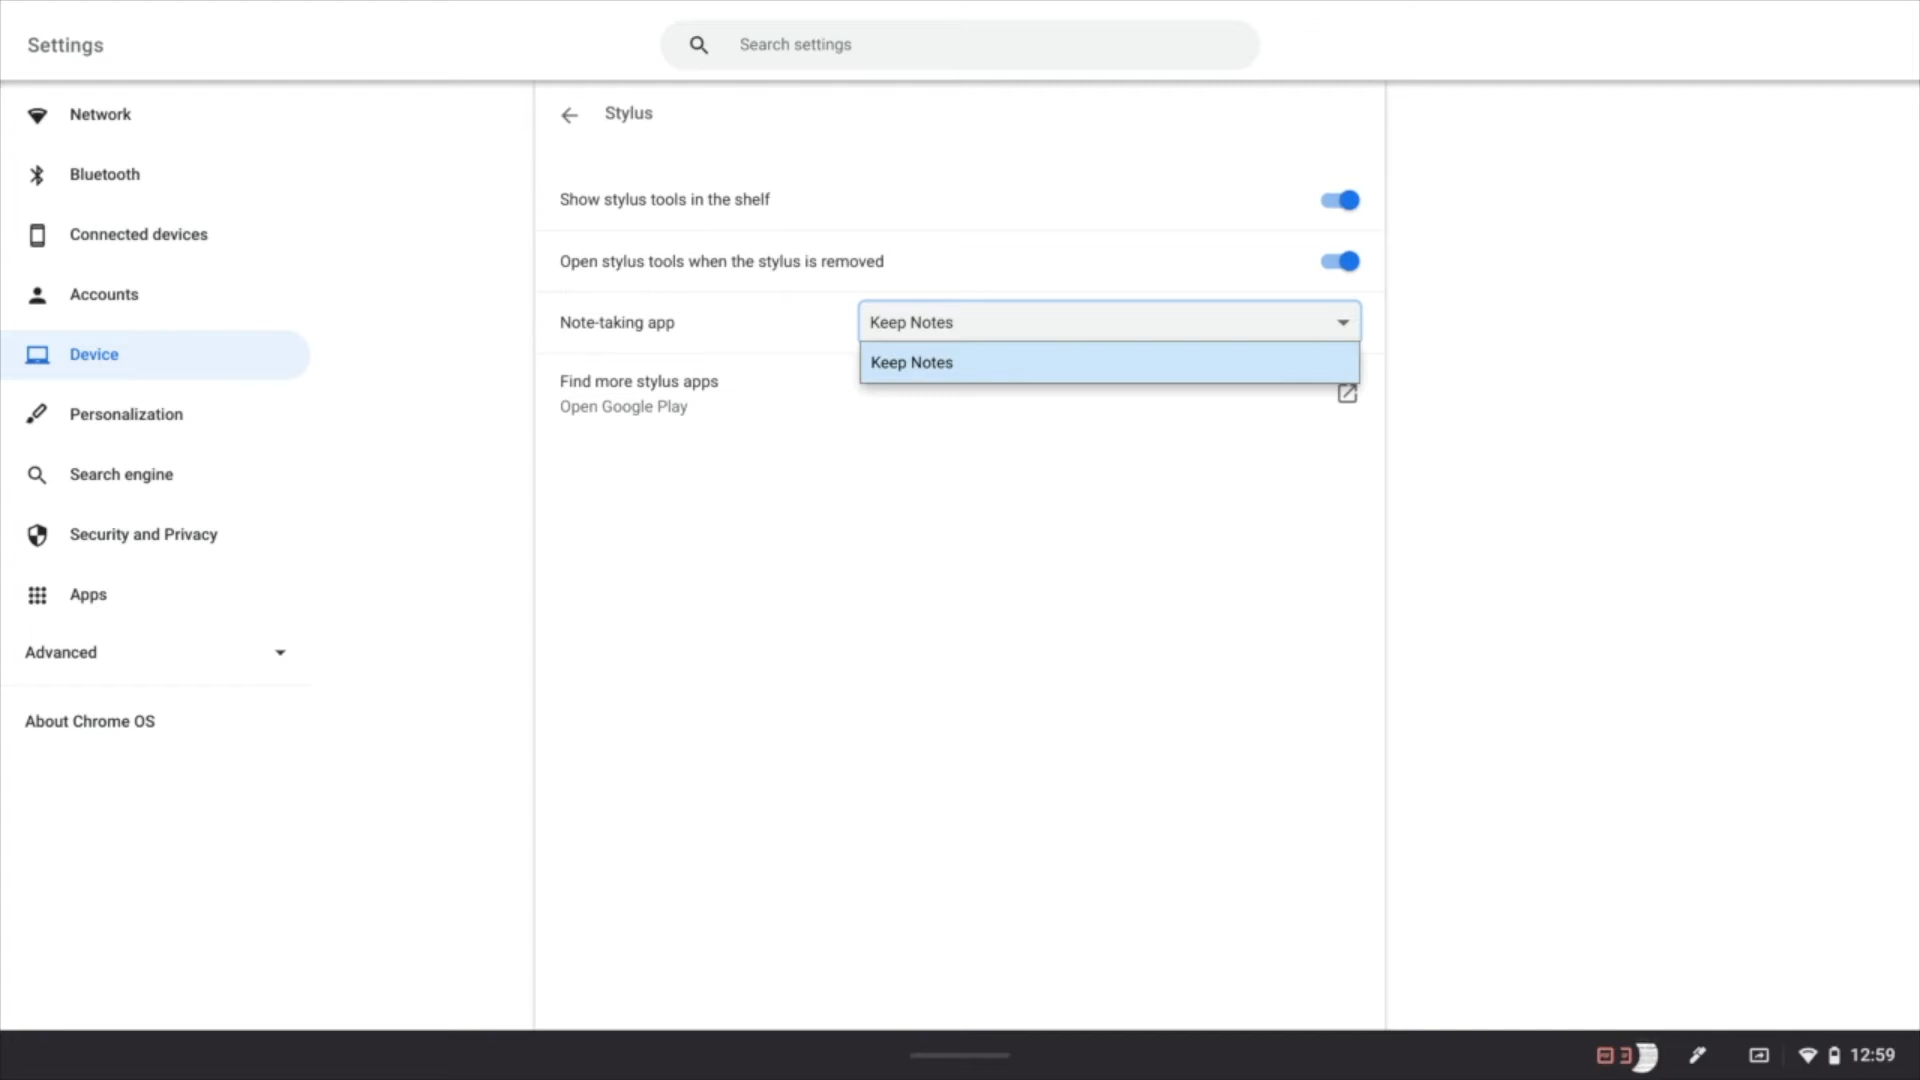 Settings
Search settings
Network
Bluetooth
Connected devices
Accounts
Device
Personalization
Search engine
Security and Privacy
Apps
Advanced
About Chrome OS
Stylus
Show stylus tools in the shelf
Open stylus tools when the stylus is removed
Note-taking app
Keep Notes
Keep Notes
Find more stylus apps
Open Google Play
12:59